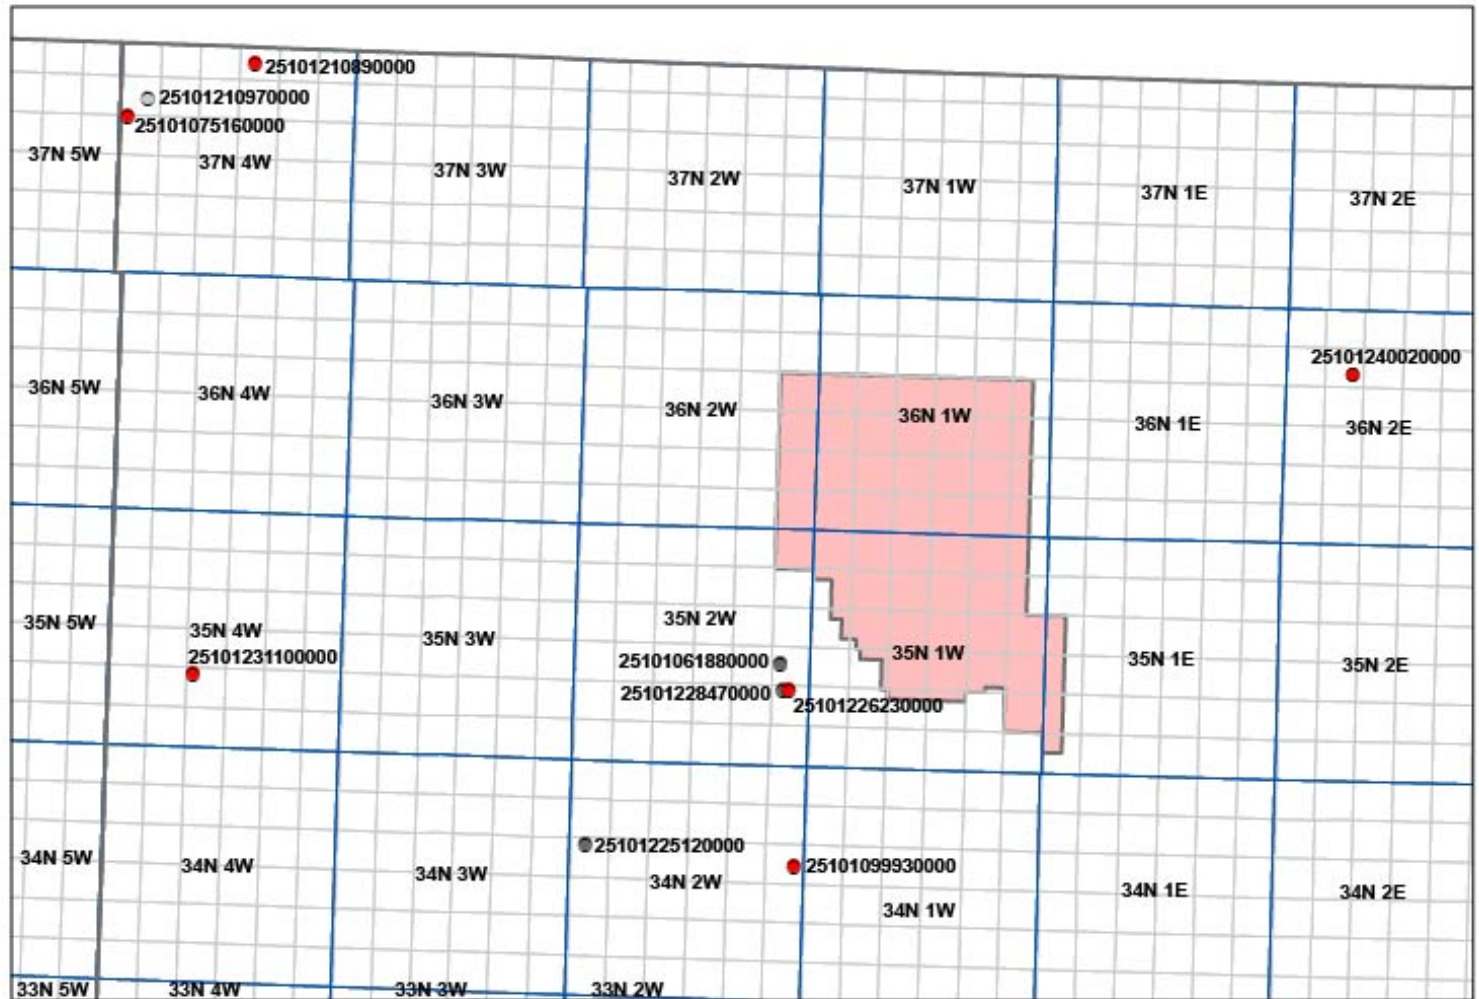 25101210890000
25101210970000
25101075160000
37N 5W
37N 4W
37N 3W
37N 2W
37N 1W
37N 1E
37N 2E
25101240020000
36N 5W
36N 4W
36N 3W
36N 2W
36N 1W
36N 1E
36N 2E
35N 5W
35N 4W
35N 3W
35N 2W
35N 1W
35N 1E
35N 2E
25101231100000
25101061880000
25101228470000
25101226230000
25101225120000
25101099930000
34N 5W
34N 4W
34N 3W
34N 2W
34N 1W
34N 1E
34N 2E
33N 5W
33N 4W
33N 3W
33N 2W